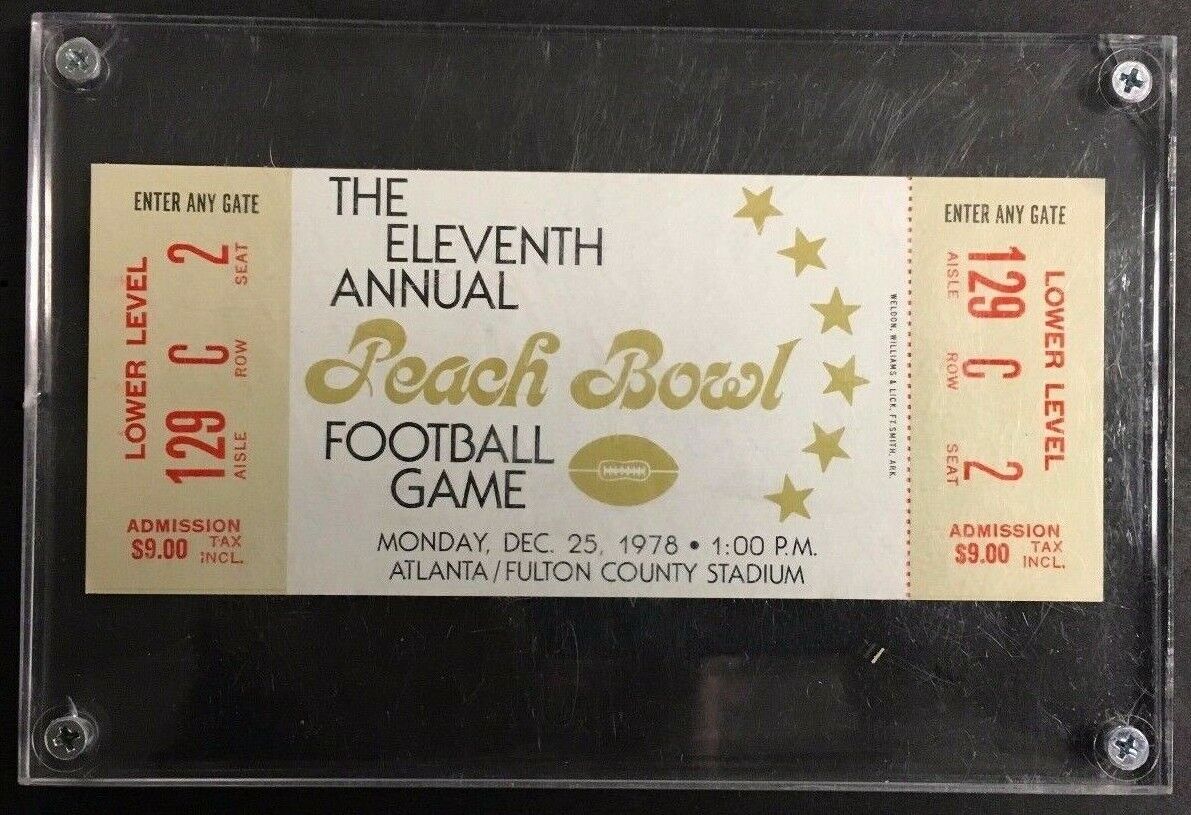 ENTER ANY GATE
LOWER LEVEL
129 C 2
AISLE ROW SEAT
ADMISSION
$9.00 TAX INCL.
THE
ELEVENTH
ANNUAL
Peach Bowl
FOOTBALL
GAME
MONDAY, DEC. 25, 1978 • 1:00 P.M.
ATLANTA/FULTON COUNTY STADIUM
WELDON, WILLIAMS & LICK, FT. SMITH, ARK.
ENTER ANY GATE
LOWER LEVEL
129 C 2
AISLE ROW SEAT
ADMISSION
$9.00 TAX INCL.